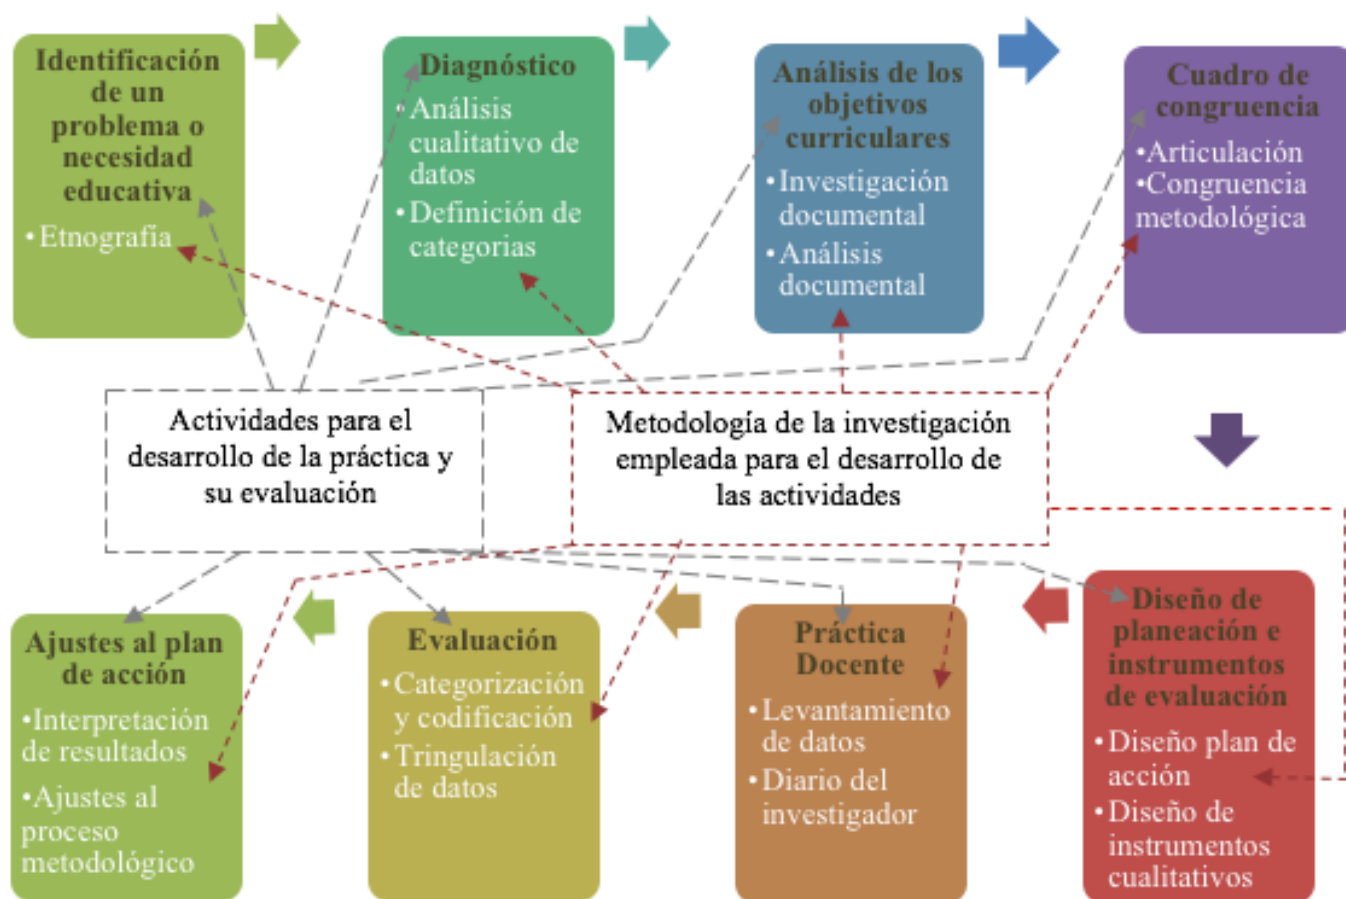 Identificación
de un
problema o
necesidad
educativa
• Etnografía
Diagnóstico
• Análisis
cualitativo de
datos
• Definición de
categorias
Análisis de los
objetivos
curriculares
• Investigación
documental
• Análisis
documental
Cuadro de
congruencia
• Articulación
• Congruencia
metodológica
Actividades para el
desarrollo de la práctica y
su evaluación
Metodología de la investigación
empleada para el desarrollo de
las actividades
Ajustes al plan
de acción
• Interpretación
de resultados
• Ajustes al
proceso
metodológico
Evaluación
• Categorización
y codificación
• Tringulación
de datos
Práctica
Docente
• Levantamiento
de datos
• Diario del
investigador
Diseño de
planeación e
instrumentos
de evaluación
• Diseño plan de
acción
• Diseño de
instrumentos
cualitativos